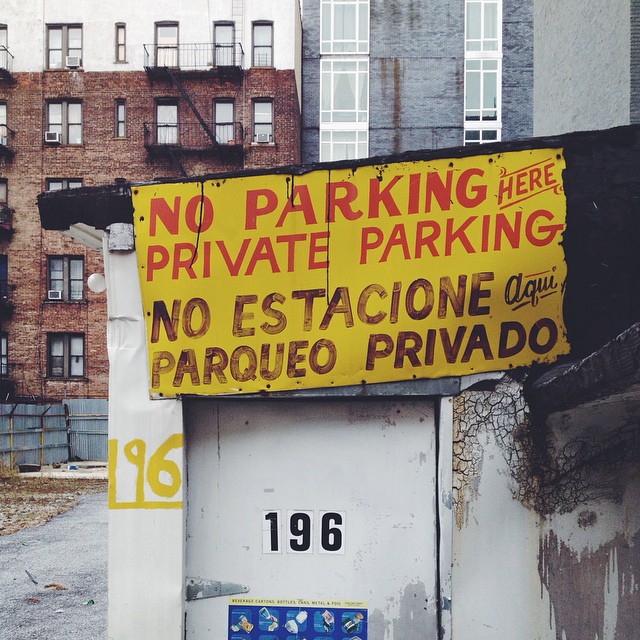 NO PARKING HERE
PRIVATE PARKING
NO ESTACIONE aqui
PARQUEO PRIVADO
196
196
BEVERAGE CARTONS, BOTTLES, CANS, METAL & FOIL